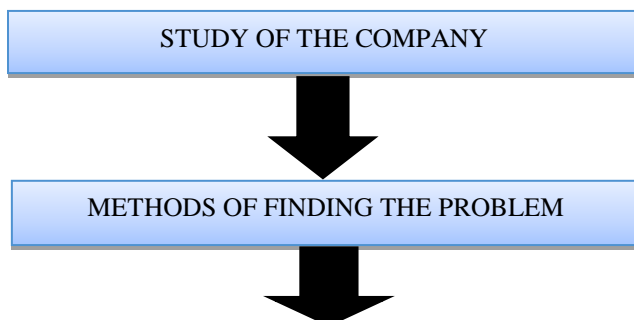 STUDY OF THE COMPANY
METHODS OF FINDING THE PROBLEM